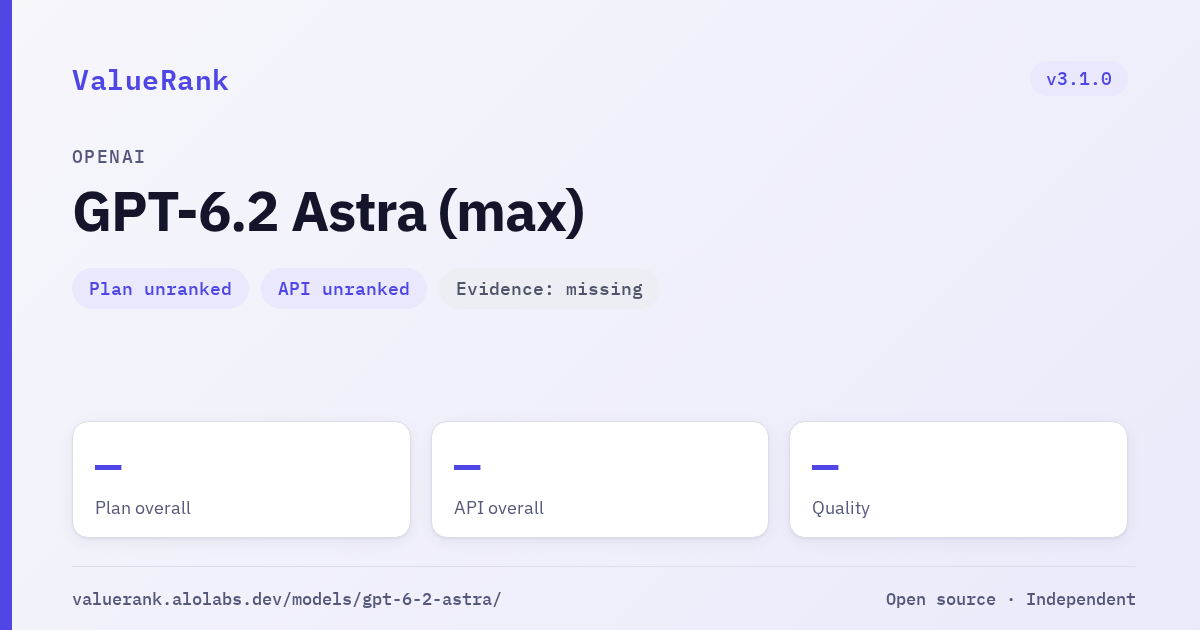 ValueRank
v3.1.0
OPENAI
GPT-6.2 Astra (max)
Plan unranked
API unranked
Evidence: missing
—
Plan overall
—
API overall
—
Quality
valuerank.alolabs.dev/models/gpt-6-2-astra/
Open source · Independent